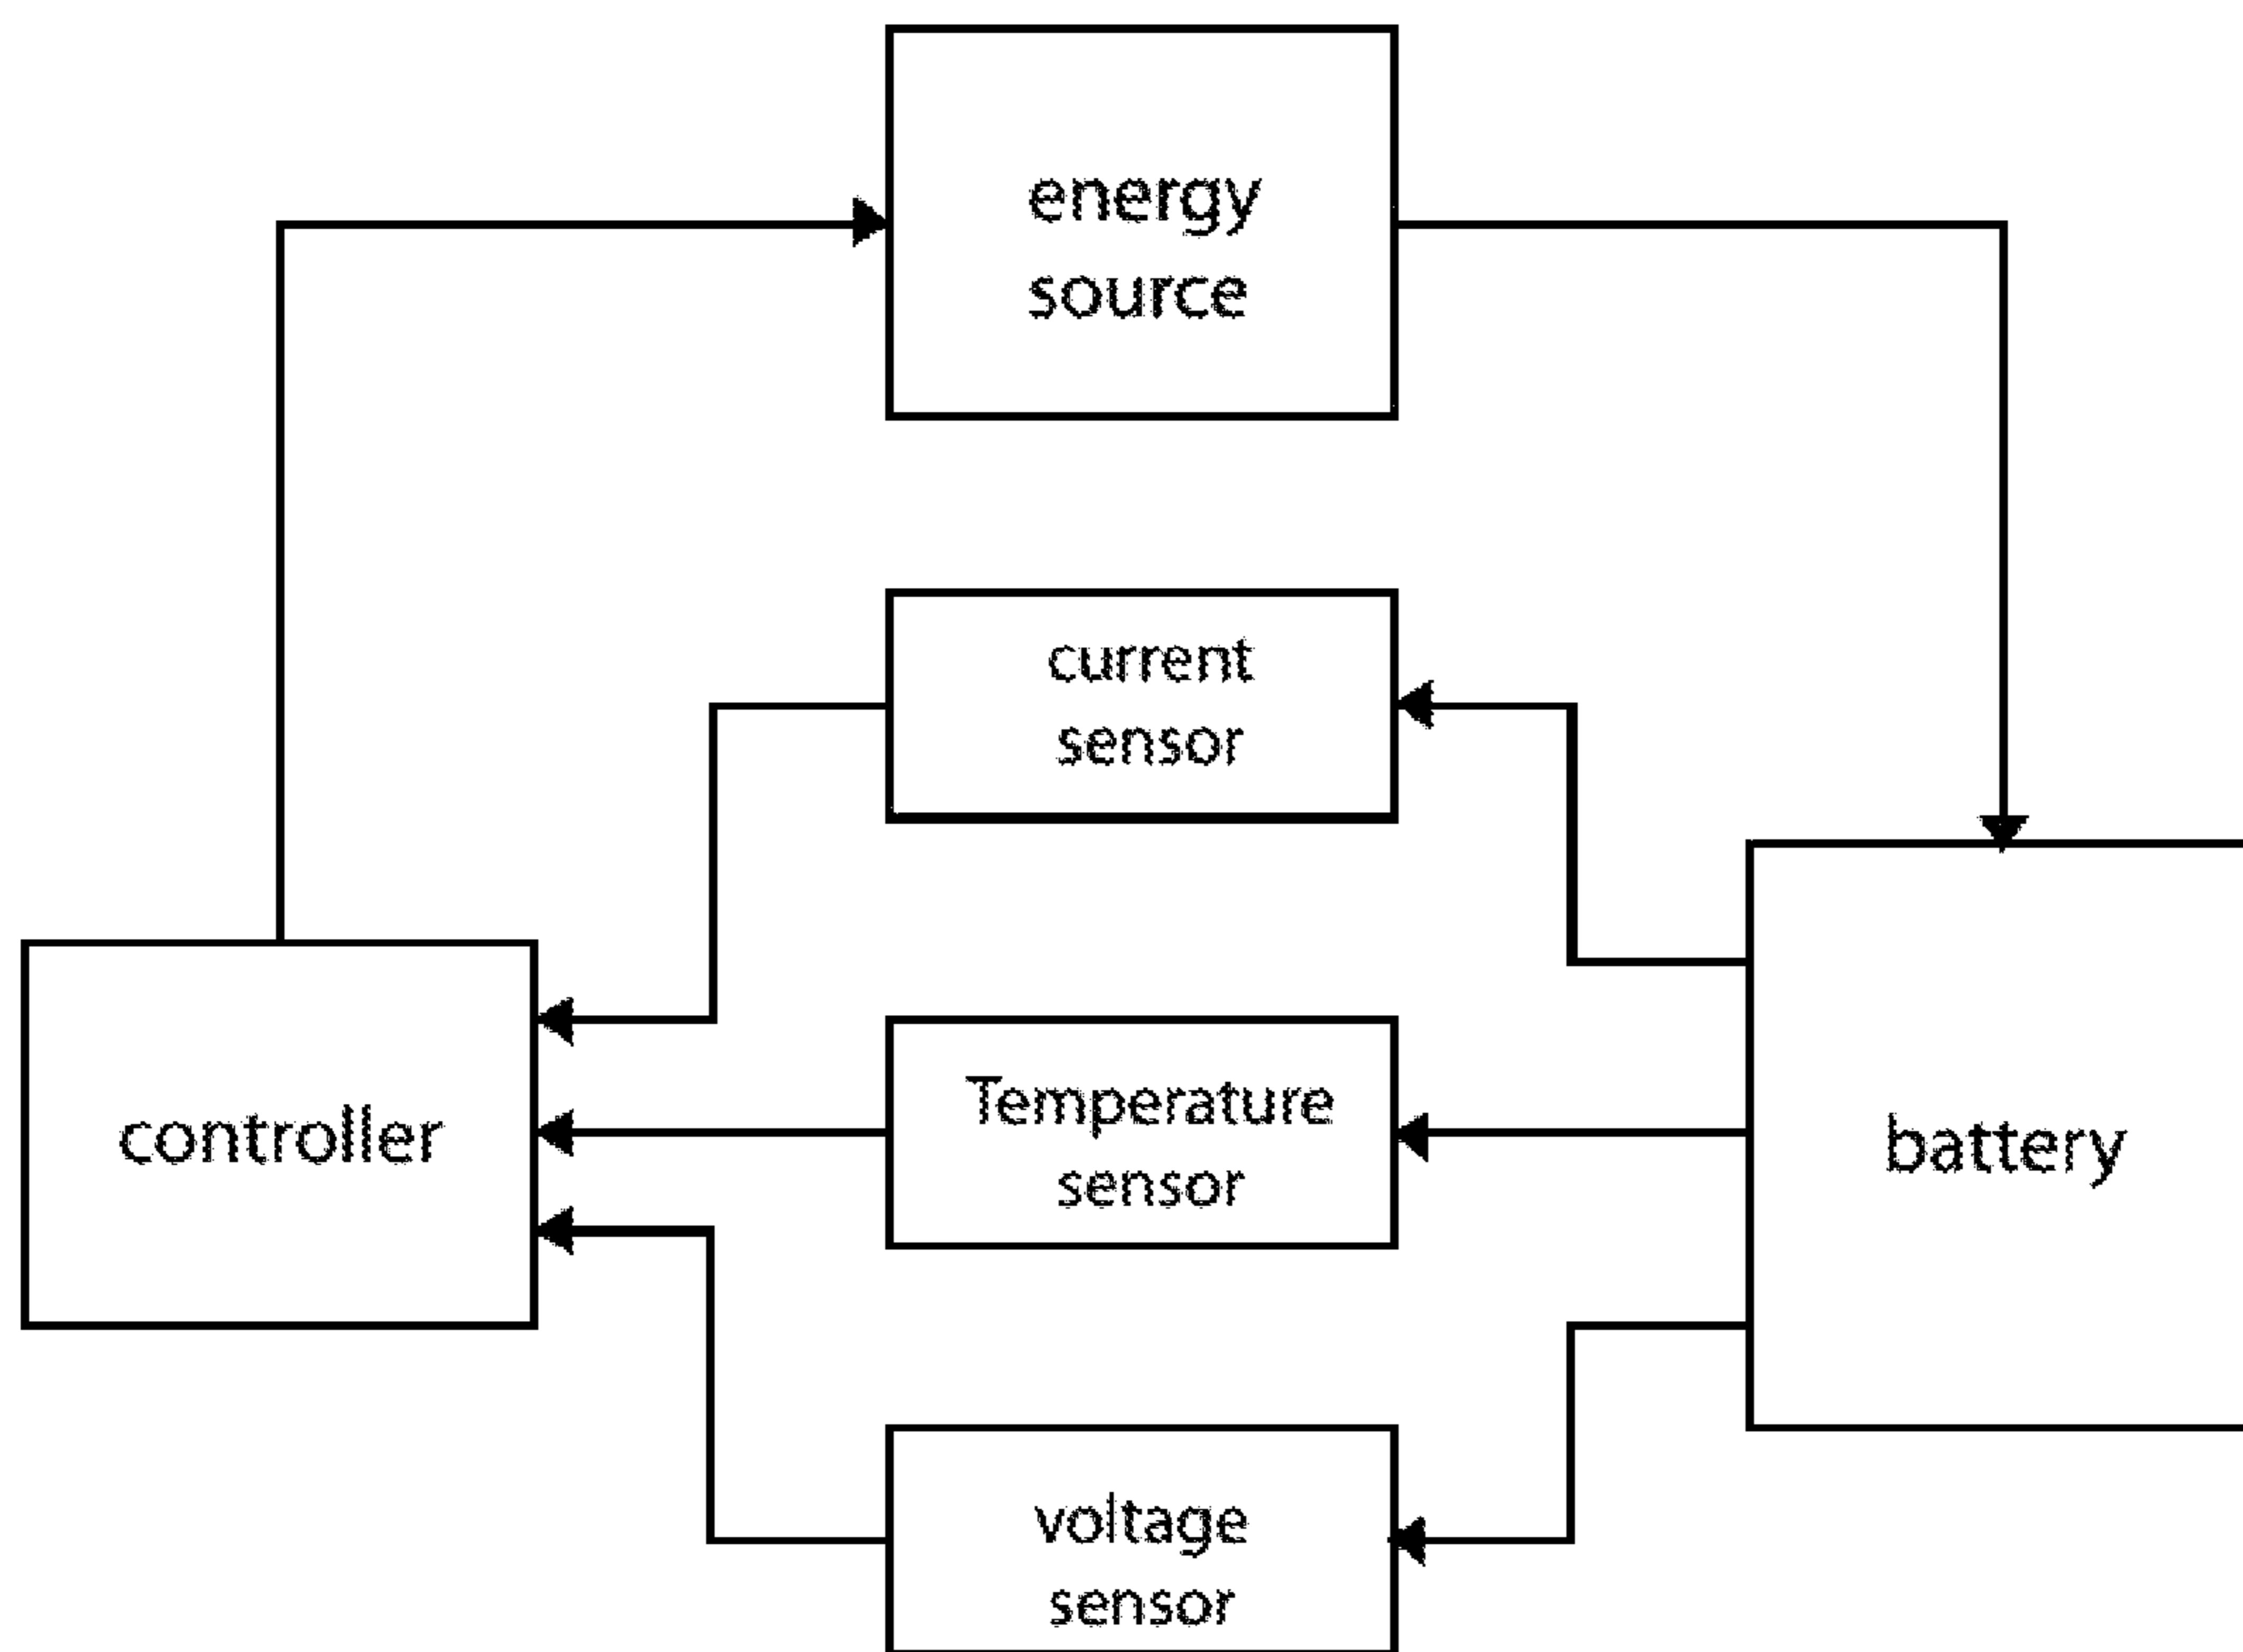 energy
source
current
sensor
controller
Temperature
sensor
battery
voltage
sensor